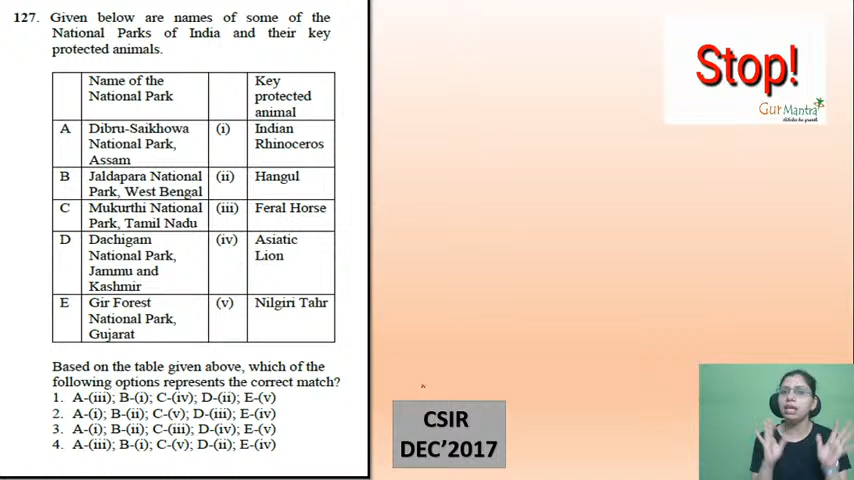 127. Given below are names of some of the
National Parks of India and their key
protected animals.
Name of the
National Park
Key
protected
animal
A Dibru-Saikhowa
National Park,
Assam
(i) Indian
Rhinoceros
B Jaldapara National
Park, West Bengal
(ii) Hangul
C Mukurthi National
Park, Tamil Nadu
(iii) Feral Horse
D Dachigam
National Park,
Jammu and
Kashmir
(iv) Asiatic
Lion
E Gir Forest
National Park,
Gujarat
(v) Nilgiri Tahr
Based on the table given above, which of the
following options represents the correct match?
1. A-(iii); B-(i); C-(iv); D-(ii); E-(v)
2. A-(i); B-(ii); C-(v); D-(iii); E-(iv)
3. A-(i); B-(ii); C-(iii); D-(iv); E-(v)
4. A-(iii); B-(i); C-(v); D-(ii); E-(iv)
Stop!
GurMantra
CSIR
DEC'2017